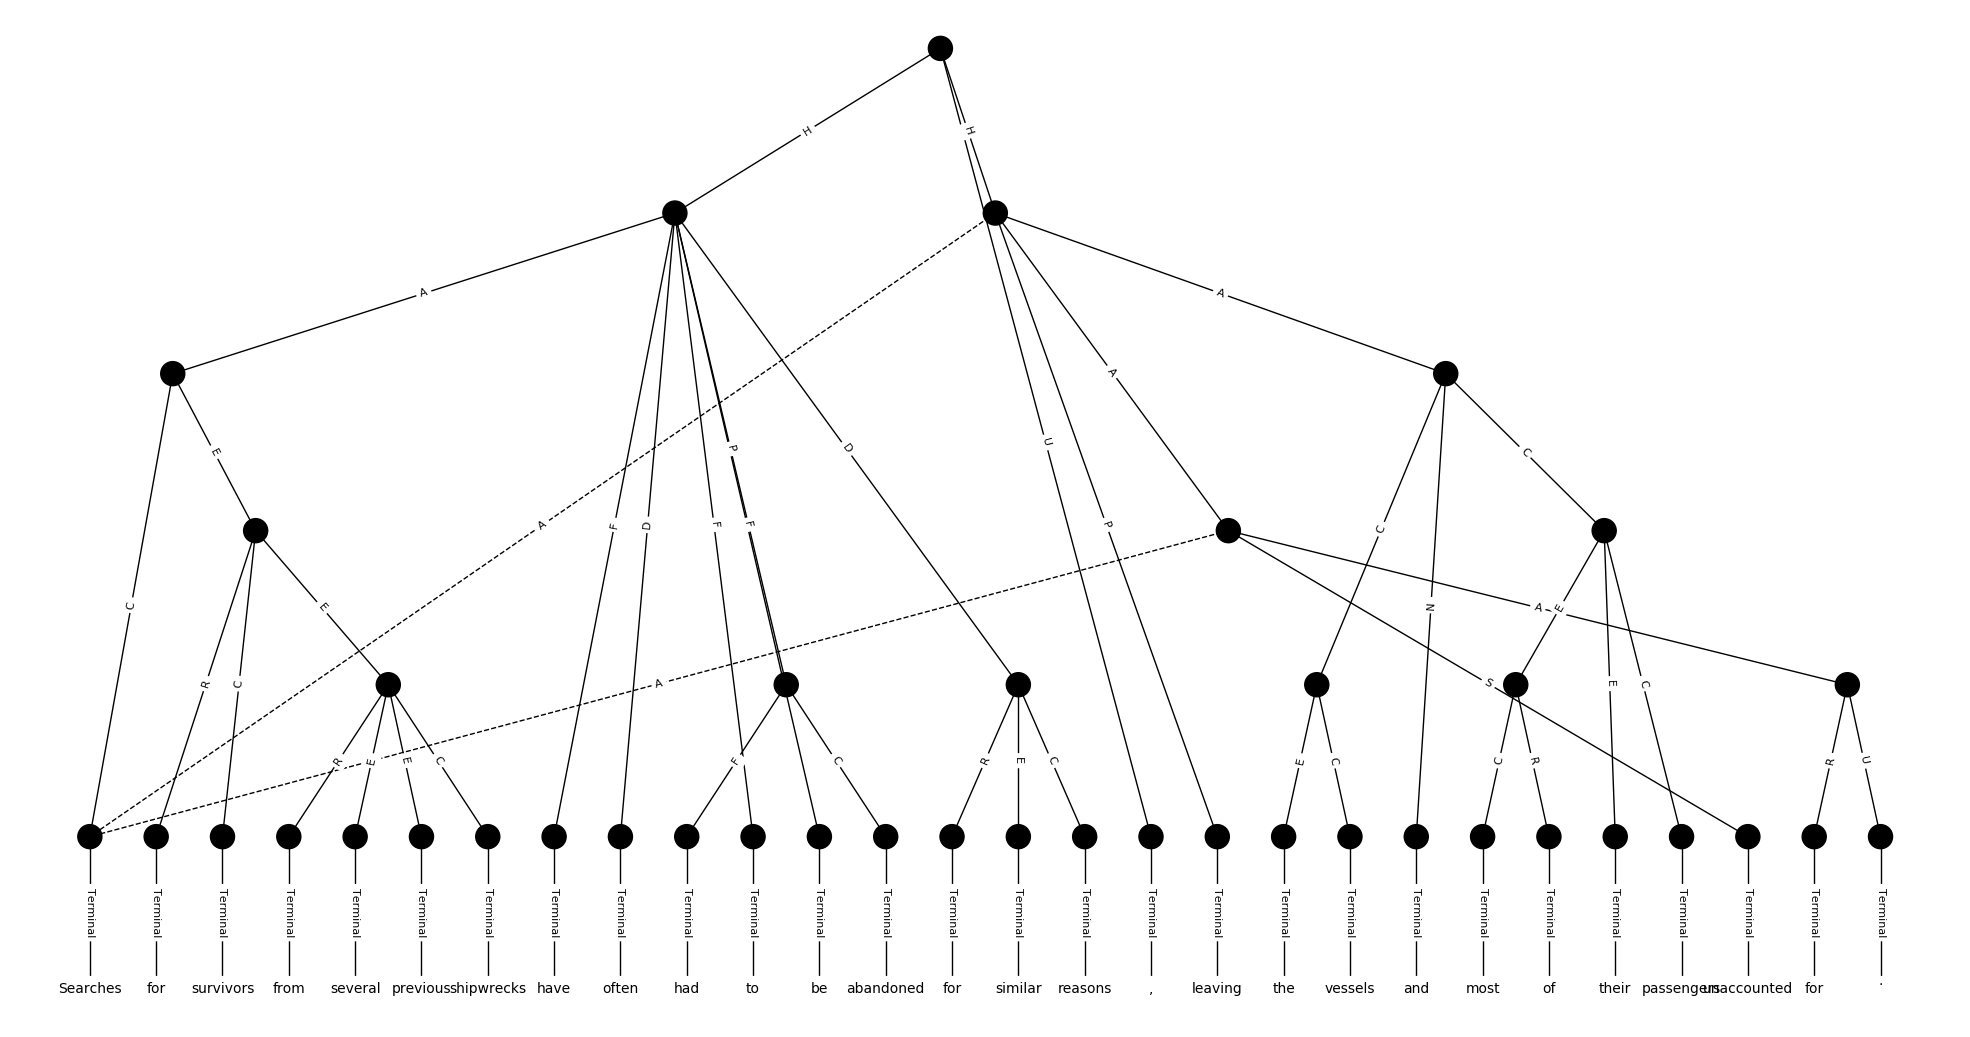 H H
A A
A P E C
E F D F F D U P C
A N A E
C E
R C A S E C
R E E C F C R E C E C C R R U
Terminal Terminal Terminal Terminal Terminal Terminal Terminal Terminal Terminal Terminal Terminal Terminal Terminal Terminal Terminal Terminal Terminal Terminal Terminal Terminal Terminal Terminal Terminal Terminal Terminal Terminal Terminal Terminal
Searches for survivors from several previous shipwrecks have often had to be abandoned for similar reasons , leaving the vessels and most of their passengers unaccounted for .